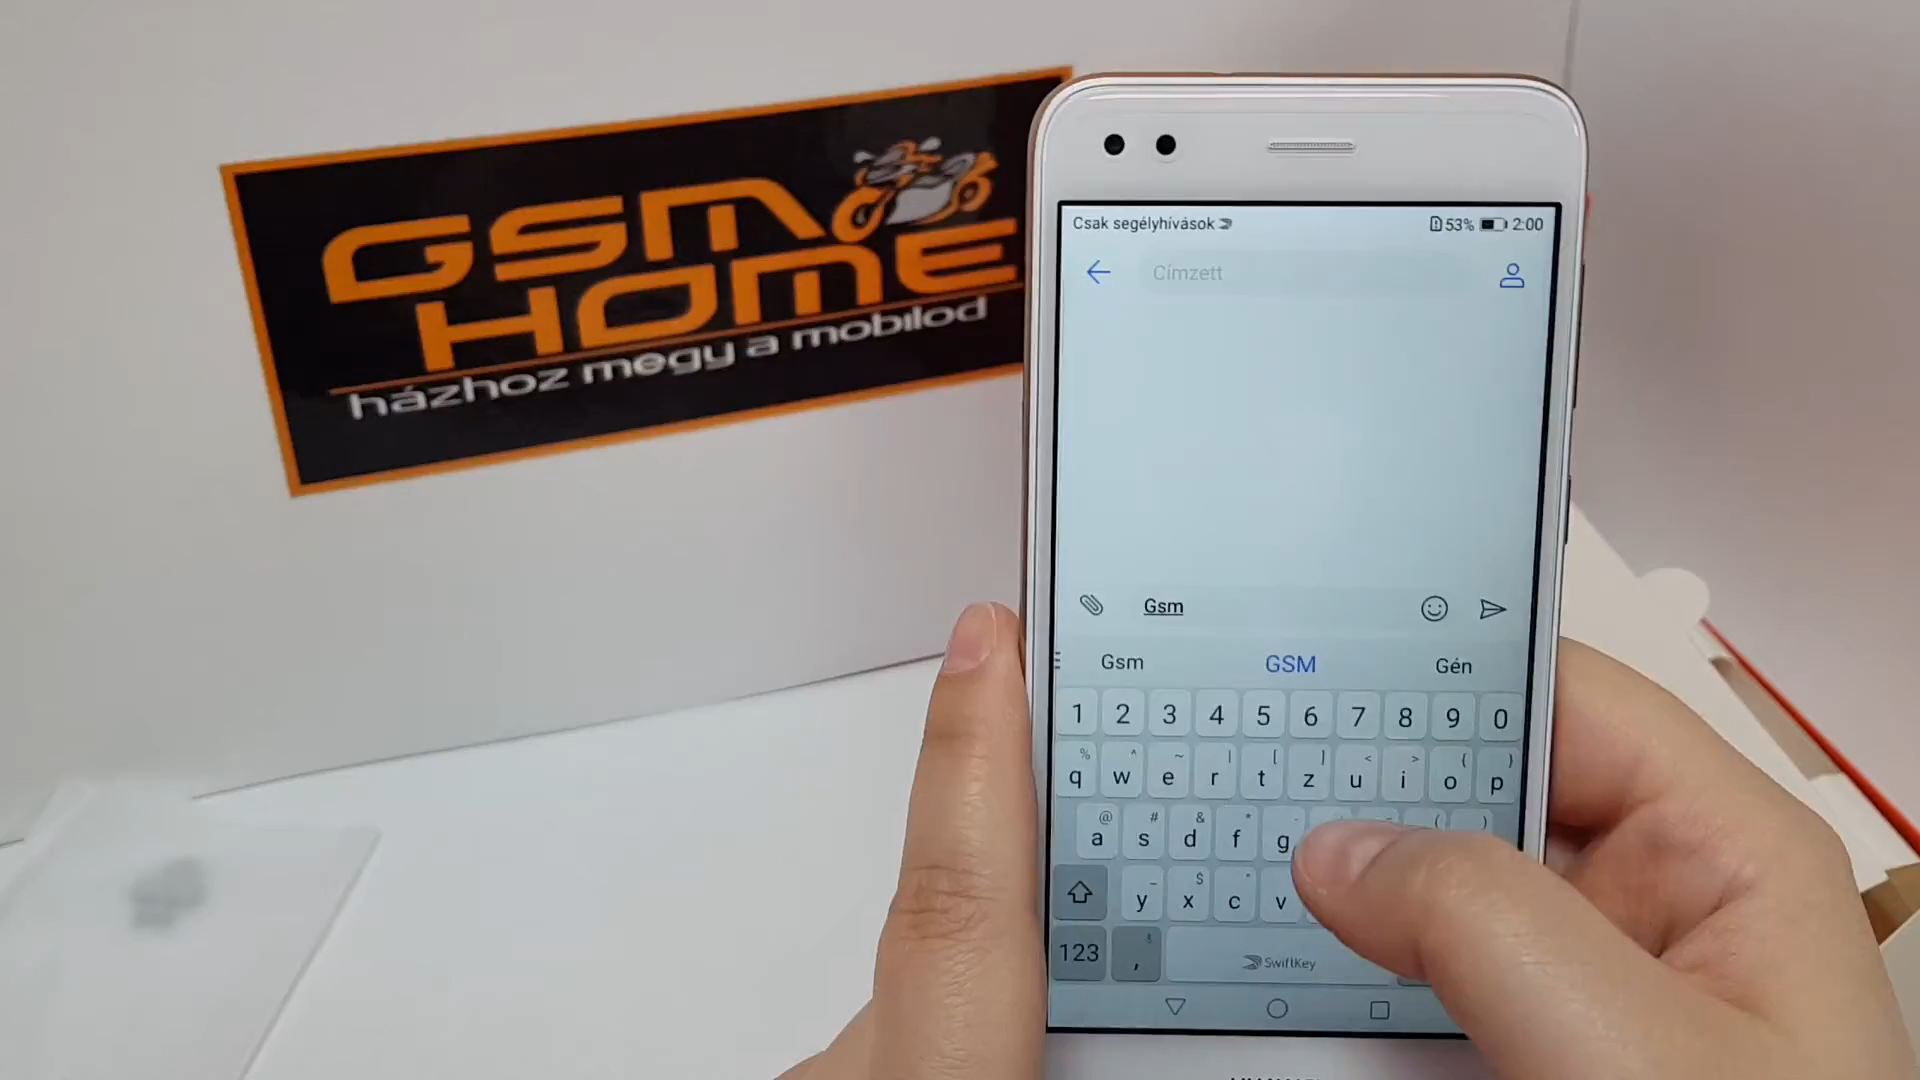 GSM
HOME
házhoz megy a mobilod
Csak segélyhívások
53% 2:00
Címzett
Gsm
Gsm GSM Gén
1 2 3 4 5 6 7 8 9 0
% ^ ~ | [ ] < > { }
q w e r t z u i o p
@ # & * - ( )
a s d f g
_ $ "
y x c v
123 , SwiftKey